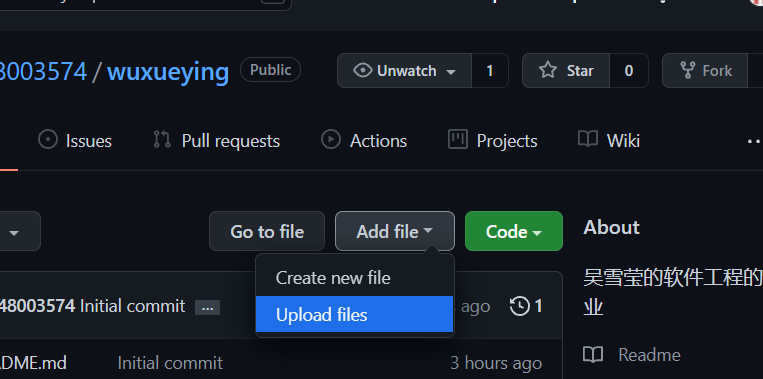 8003574 / wuxueying Public Unwatch 1 Star 0 Fork
Issues Pull requests Actions Projects Wiki
Go to file Add file Code About
Create new file
Upload files
48003574 Initial commit ... ago 1
吴雪莹的软件工程的
业
DME.md Initial commit 3 hours ago
Readme